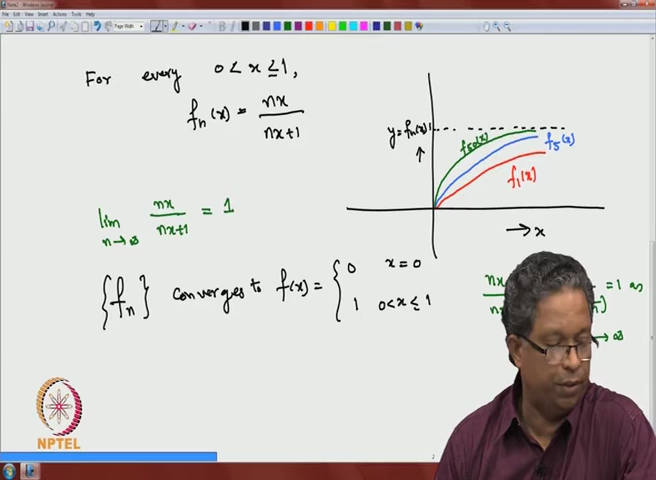 For every 0 < x ≤ 1,
fn(x) = nx / nx+1
y=fn(x) 1
f50(x)
f5(x)
f1(x)
→ x
lim n→∞ nx / nx+1 = 1
{fn} converges to f(x) = { 0 x=0
1 0<x≤1
nx
= 1 as
→ ∞
NPTEL